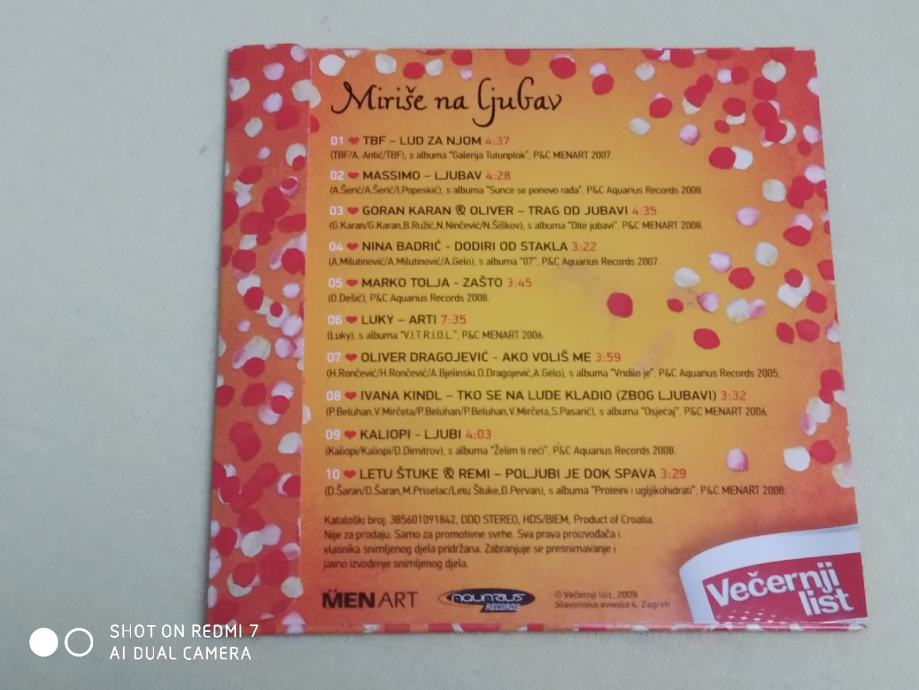 Miriše na ljubav
01 ❤ TBF – LUD ZA NJOM 4:37
(TBF/A. Antić/TBF), s albuma "Galerija Tutunplok", P&C MENART 2007.
02 ❤ MASSIMO – LJUBAV 4:28
(A.Šerić/A.Šerić/I.Popeskić), s albuma "Sunce se ponovo rađa", P&C Aquarius Records 2008.
03 ❤ GORAN KARAN & OLIVER – TRAG OD JUBAVI 4:35
(G.Karan/G.Karan,B.Ružić,N.Ninčević/N.Šiškov), s albuma "Dite jubavi", P&C MENART 2008.
04 ❤ NINA BADRIĆ - DODIRI OD STAKLA 3:22
(A.Milutinović/A.Milutinović/A.Gelo), s albuma "07", P&C Aquarius Records 2007.
05 ❤ MARKO TOLJA - ZAŠTO 3:45
(D.Dešić), P&C Aquarius Records 2008.
06 ❤ LUKY – ARTI 7:35
(Luky), s albuma "V.I.T.R.I.O.L.", P&C MENART 2006.
07 ❤ OLIVER DRAGOJEVIĆ - AKO VOLIŠ ME 3:59
(H.Rončević/H.Rončević/A.Bjelinski,O.Dragojević,A.Gelo), s albuma "Vridilo je", P&C Aquarius Records 2005.
08 ❤ IVANA KINDL – TKO SE NA LUDE KLADIO (ZBOG LJUBAVI) 3:32
(P.Beluhan,V.Mirčeta/P.Beluhan/P.Beluhan,V.Mirčeta,S.Pasarić), s albuma "Osjećaj", P&C MENART 2006.
09 ❤ KALIOPI - LJUBI 4:03
(Kaliopi/Kaliopi/D.Dimitrov), s albuma "Želim ti reći", P&C Aquarius Records 2008.
10 ❤ LETU ŠTUKE & REMI – POLJUBI JE DOK SPAVA 3:29
(D.Šaran/D.Šaran,M.Priselac/Letu Štuke,Đ.Pervan), s albuma "Proteini i ugljikohidrati", P&C MENART 2008.
Kataloški broj: 385601091842, DDD STEREO, HDS/BIEM, Product of Croatia.
Nije za prodaju. Samo za promotivne svrhe. Sva prava proizvođača i
vlasnika snimljenog djela pridržana. Zabranjuje se presnimavanje i
javno izvođenje snimljenog djela.
MENART
AQUARIUS
RECORDS
© Večernji list, 2009.
Slavonska avenija 4, Zagreb
Večernji
list
SHOT ON REDMI 7
AI DUAL CAMERA